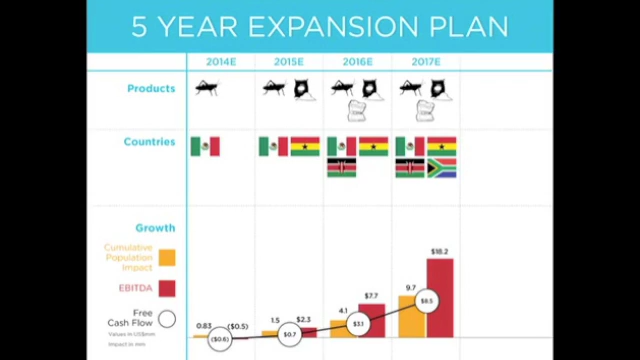 5 YEAR EXPANSION PLAN
2014E 2015E 2016E 2017E
Products
Countries
Growth
Cumulative
Population
Impact
EBITDA
Free
Cash Flow
Values in US$mm
Impact in mm
0.83 ($0.5) 1.5 $2.3 4.1 $7.7 9.7 $18.2
($0.6) $0.7 $3.1 $8.5